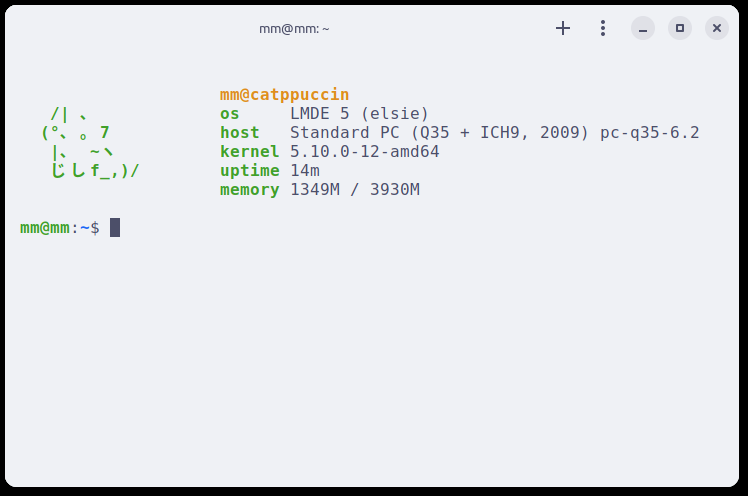 mm@mm: ~
mm@catppuccin
/| 、 os LMDE 5 (elsie)
(°、 。7 host Standard PC (Q35 + ICH9, 2009) pc-q35-6.2
|、 ~ヽ kernel 5.10.0-12-amd64
じしf_,)/ uptime 14m
memory 1349M / 3930M
mm@mm:~$